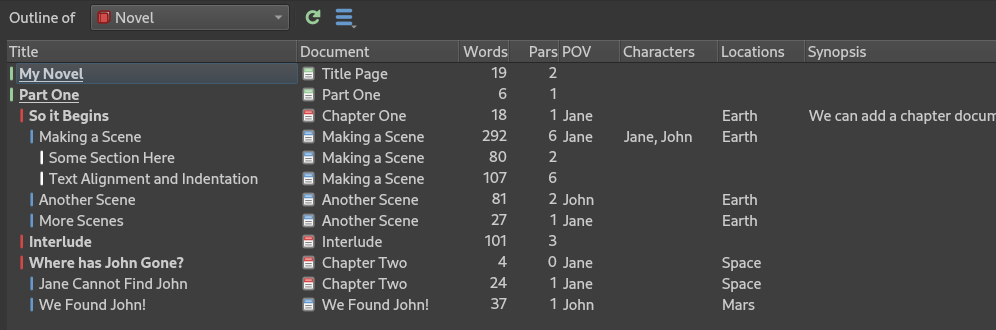 Outline of Novel
Title Document Words Pars POV Characters Locations Synopsis
My Novel Title Page 19 2
Part One Part One 6 1
So it Begins Chapter One 18 1 Jane Earth We can add a chapter docum
Making a Scene Making a Scene 292 6 Jane Jane, John Earth
Some Section Here Making a Scene 80 2
Text Alignment and Indentation Making a Scene 107 6
Another Scene Another Scene 81 2 John Earth
More Scenes Another Scene 27 1 Jane Earth
Interlude Interlude 101 3
Where has John Gone? Chapter Two 4 0 Jane Space
Jane Cannot Find John Chapter Two 24 1 Jane Space
We Found John! We Found John! 37 1 John Mars